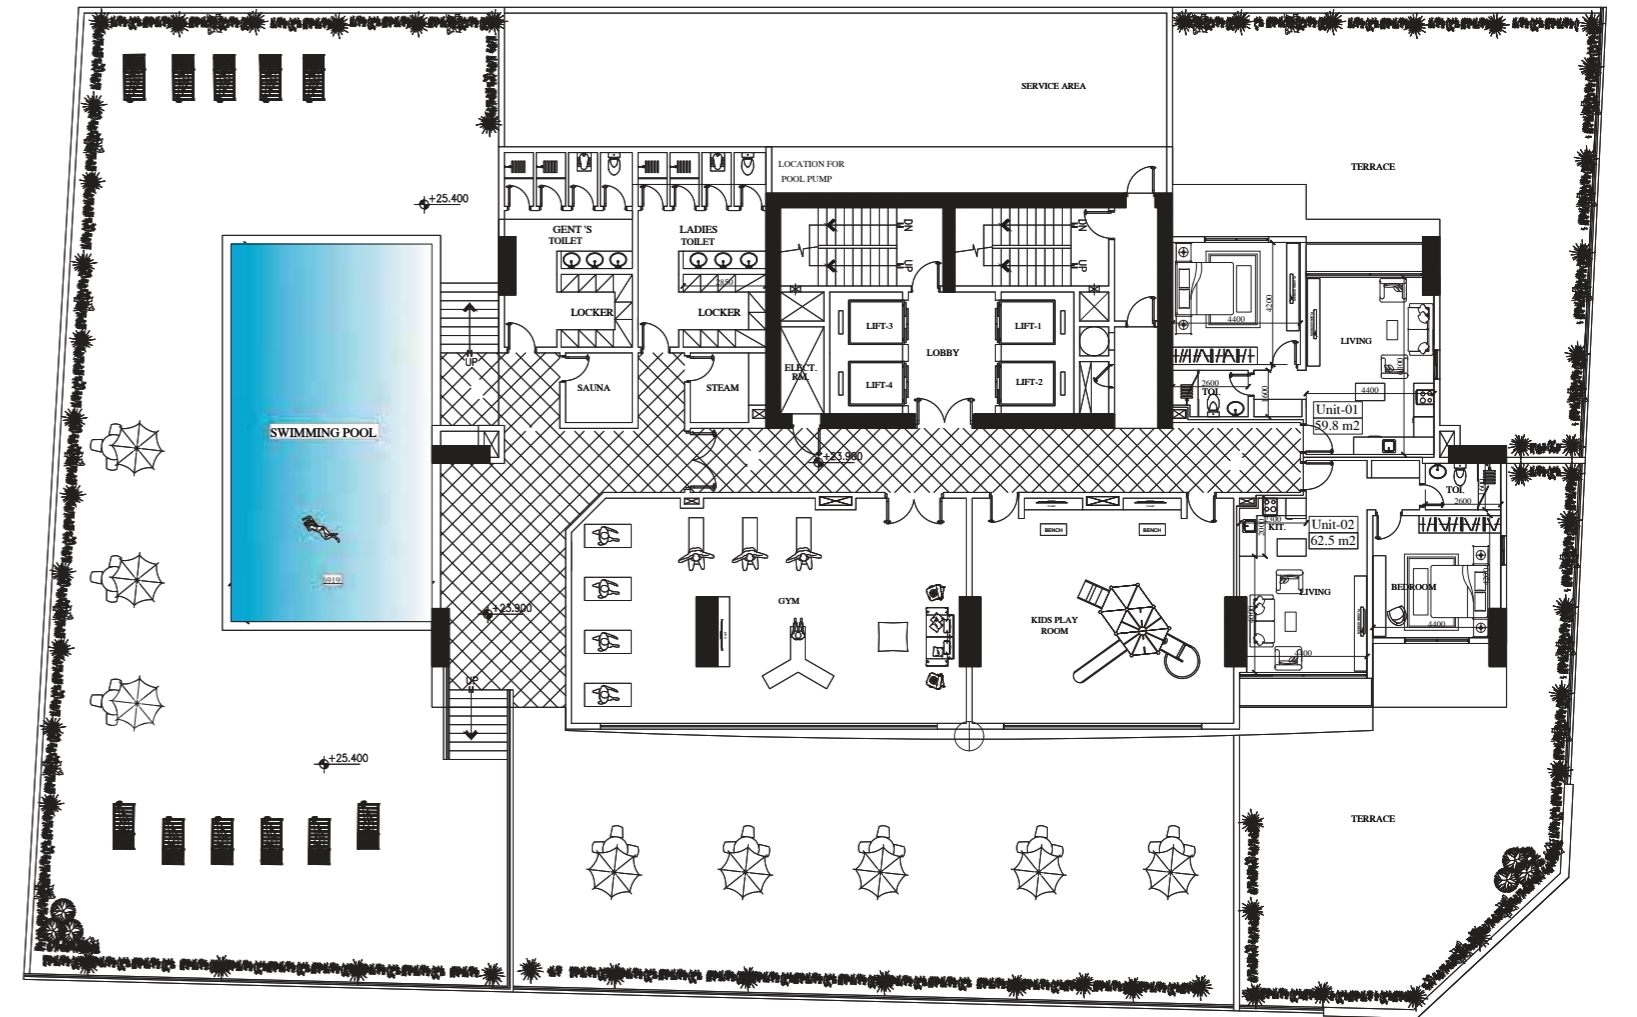 SERVICE AREA
LOCATION FOR
POOL PUMP
TERRACE
+25.400
GENT 'S
TOILET
LADIES
TOILET
DN
UP
DN
UP
2850
LOCKER
LOCKER
LIFT-3
LIFT-1
LOBBY
LIFT-4
LIFT-2
ELECT.
RM.
4200
4400
LIVING
UP
SAUNA
STEAM
2600
TOI.
4400
Unit-01
59.8 m2
SWIMMING POOL
+23.900
TOI.
2600
BENCH
BENCH
KIT.
Unit-02
62.5 m2
6919
GYM
+23.900
KIDS PLAY
ROOM
LIVING
BEDROOM
4400
4400
UP
+25.400
TERRACE